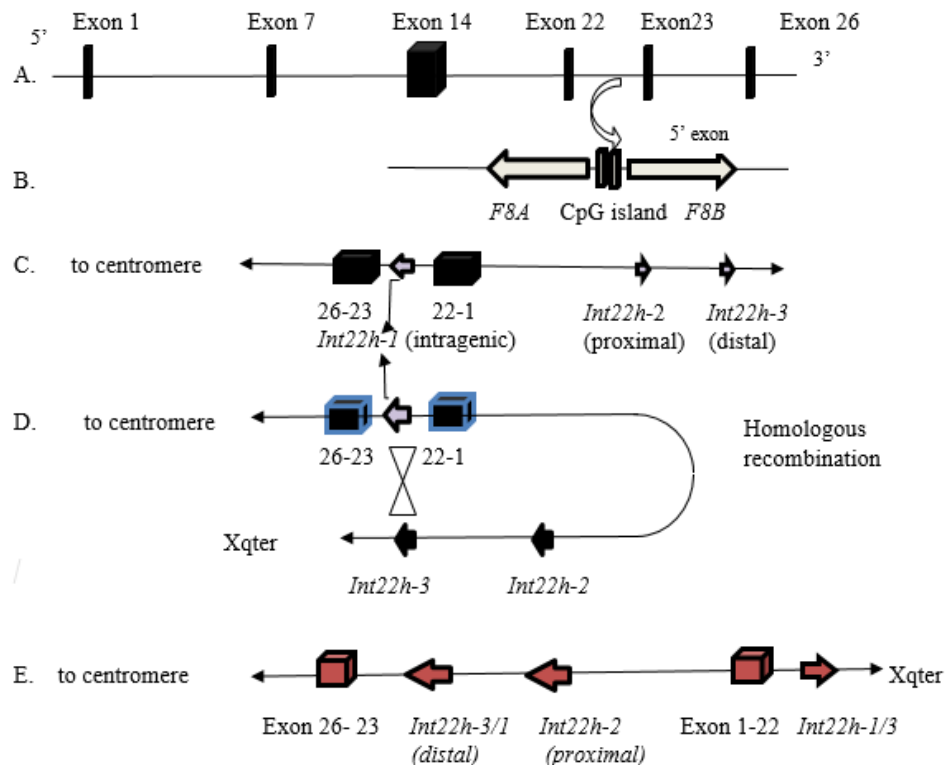 5’ Exon 1 Exon 7 Exon 14 Exon 22 Exon23 Exon 26
A. 3’
5’ exon
B.
F8A CpG island F8B
C. to centromere
26-23 22-1 Int22h-2 Int22h-3
Int22h-1 (intragenic) (proximal) (distal)
D. to centromere
Homologous
recombination
26-23 22-1
Xqter
Int22h-3 Int22h-2
E. to centromere Xqter
Exon 26- 23 Int22h-3/1 Int22h-2 Exon 1-22 Int22h-1/3
(distal) (proximal)